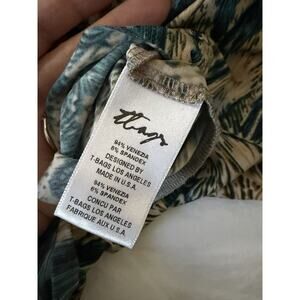 tbags
94% VENEZIA
6% SPANDEX
DESIGNED BY
T-BAGS LOS ANGELES
MADE IN U.S.A.
94% VENEZIA
6% SPANDEX
CONCU PAR
T-BAGS LOS ANGELES
FABRIQUE AUX U.S.A.